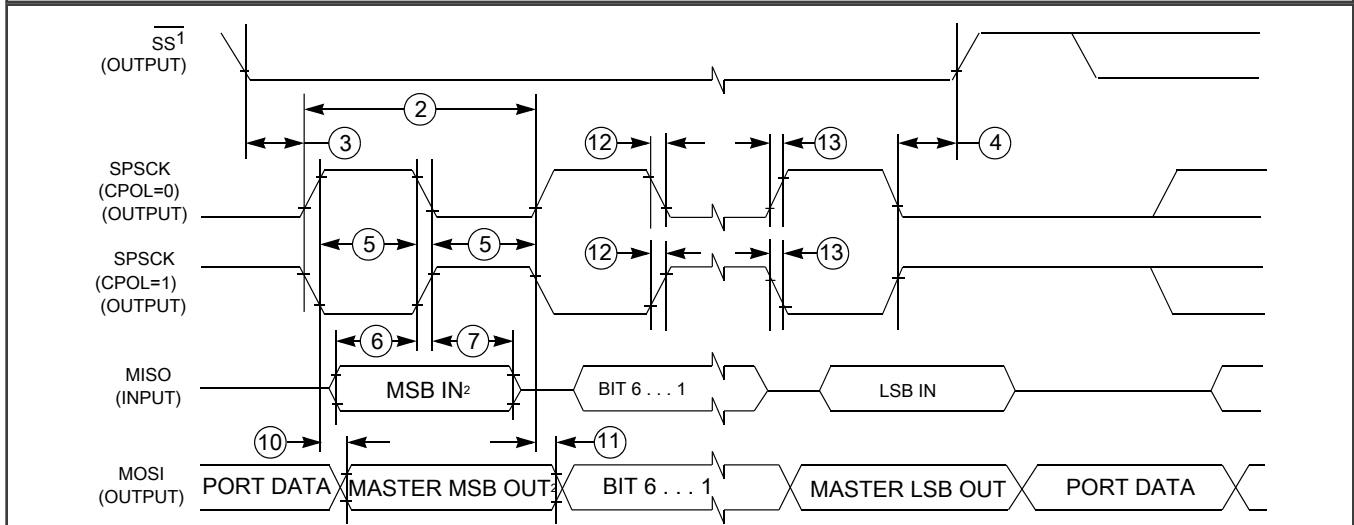 SS1
(OUTPUT)
2
3
12
13
4
SPSCK
(CPOL=0)
(OUTPUT)
5
5
SPSCK
(CPOL=1)
(OUTPUT)
12
13
6
7
MISO
(INPUT)
MSB IN2
BIT 6 . . . 1
LSB IN
10
11
MOSI
(OUTPUT)
PORT DATA
MASTER MSB OUT2
BIT 6 . . . 1
MASTER LSB OUT
PORT DATA